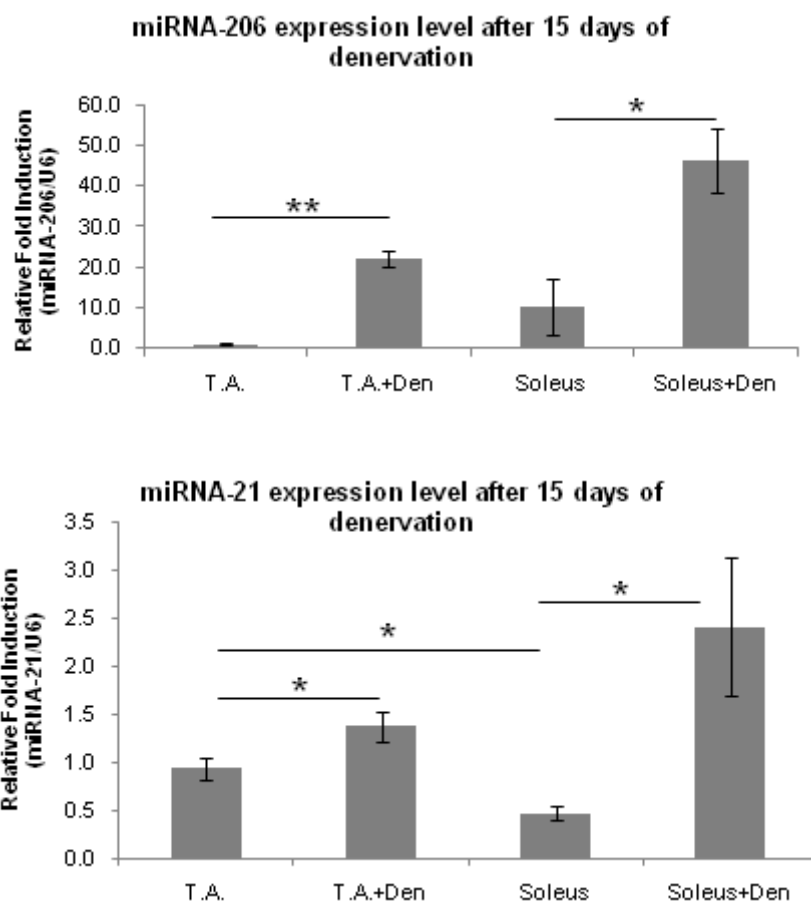 miRNA-206 expression level after 15 days of
denervation
Relative Fold Induction
(miRNA-206/U6)
60.0
50.0
40.0
30.0
20.0
10.0
0.0
**
*
T.A.
T.A.+Den
Soleus
Soleus+Den
miRNA-21 expression level after 15 days of
denervation
Relative Fold Induction
(miRNA-21/U6)
3.5
3.0
2.5
2.0
1.5
1.0
0.5
0.0
*
*
*
T.A.
T.A.+Den
Soleus
Soleus+Den